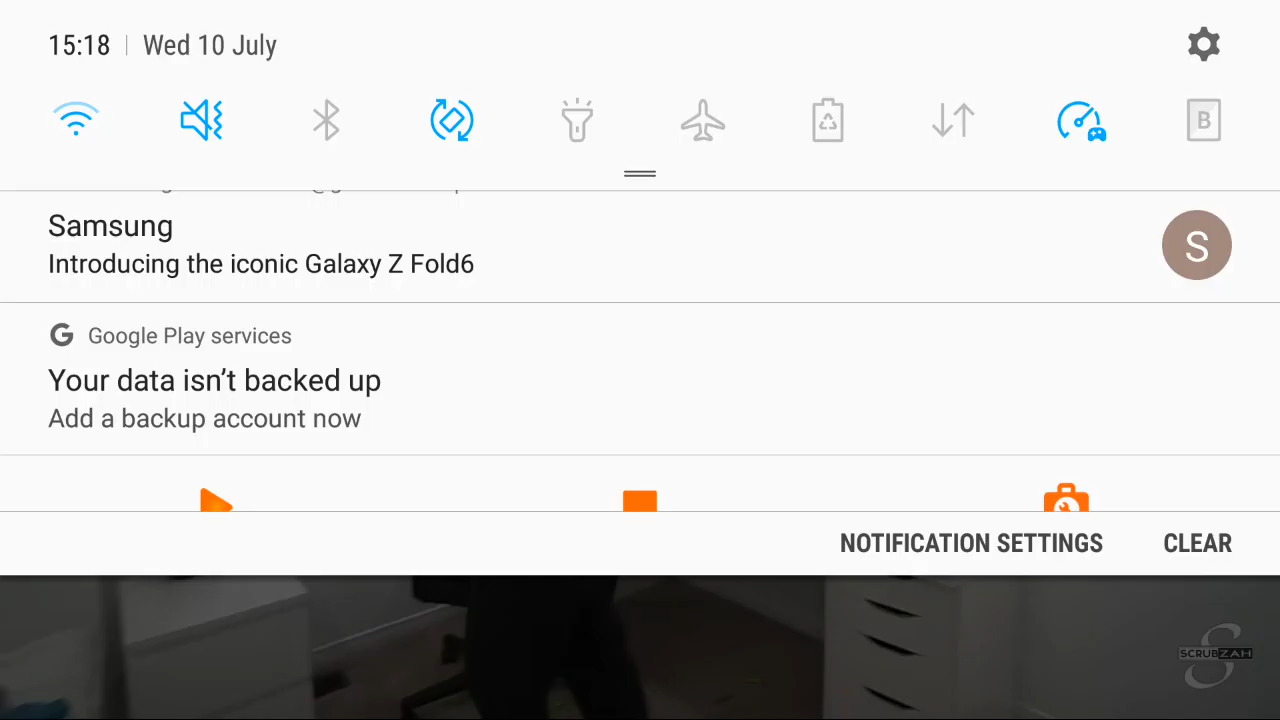 15:18 | Wed 10 July
B
Samsung
Introducing the iconic Galaxy Z Fold6
S
G Google Play services
Your data isn’t backed up
Add a backup account now
NOTIFICATION SETTINGS CLEAR
S
SCRUBZAH